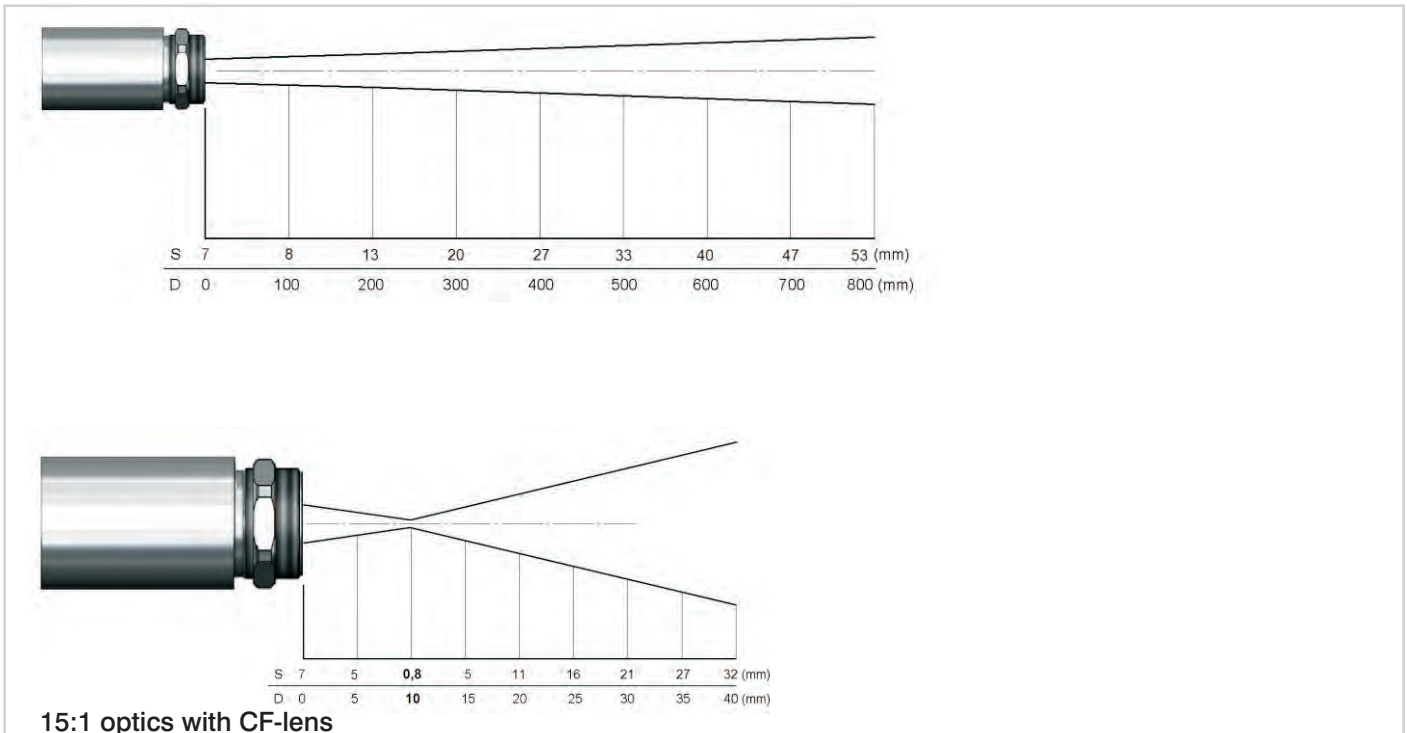 S 7 8 13 20 27 33 40 47 53 (mm)
D 0 100 200 300 400 500 600 700 800 (mm)
S 7 5 0,8 5 11 16 21 27 32 (mm)
D 0 5 10 15 20 25 30 35 40 (mm)
15:1 optics with CF-lens